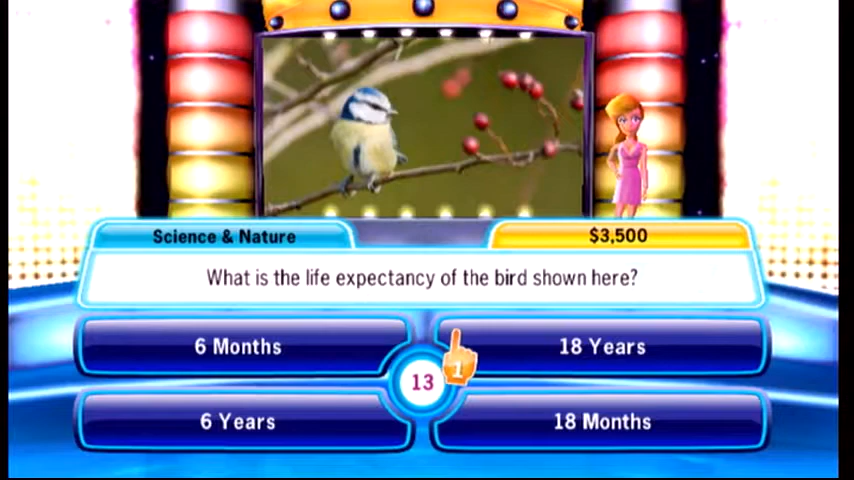 Science & Nature
$3,500
What is the life expectancy of the bird shown here?
6 Months
18 Years
13
1
6 Years
18 Months